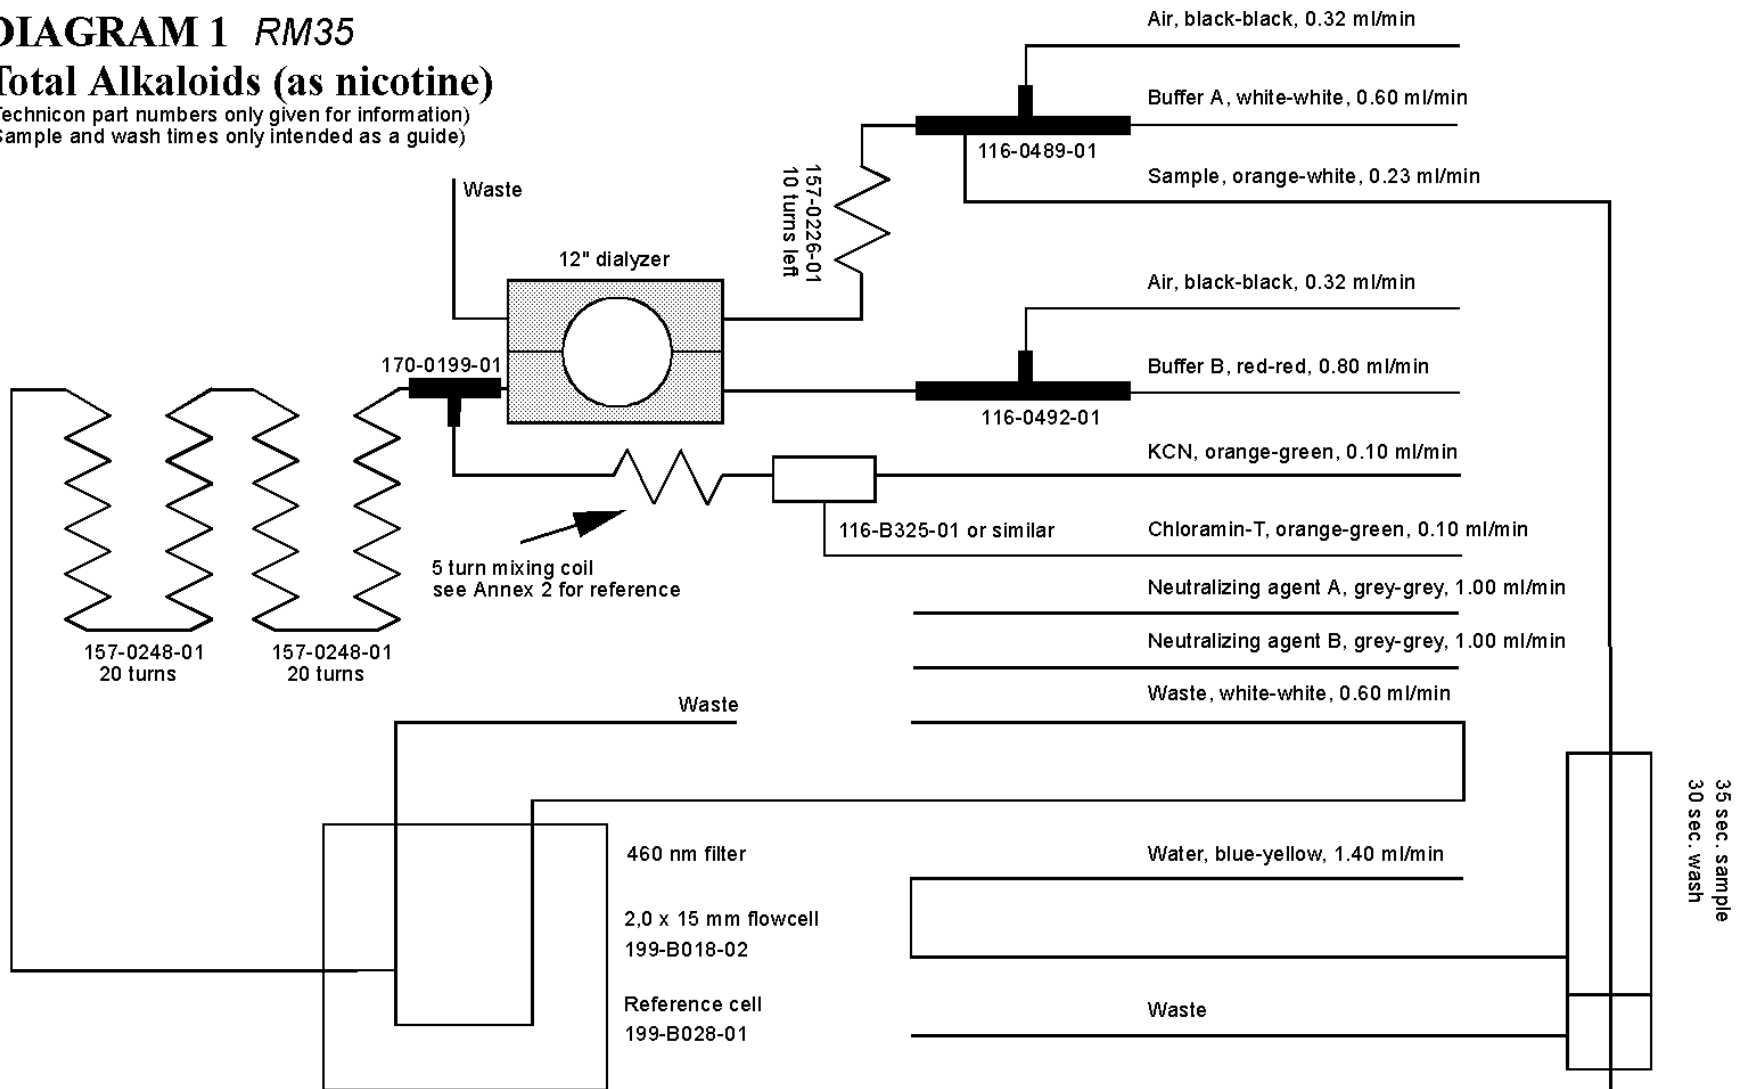 DIAGRAM 1 RM35
Total Alkaloids (as nicotine)
Technicon part numbers only given for information)
Sample and wash times only intended as a guide)
Air, black-black, 0.32 ml/min
Buffer A, white-white, 0.60 ml/min
116-0489-01
Sample, orange-white, 0.23 ml/min
157-0226-01
10 turns left
Waste
12" dialyzer
Air, black-black, 0.32 ml/min
170-0199-01
Buffer B, red-red, 0.80 ml/min
116-0492-01
KCN, orange-green, 0.10 ml/min
116-B325-01 or similar
Chloramin-T, orange-green, 0.10 ml/min
5 turn mixing coil
see Annex 2 for reference
Neutralizing agent A, grey-grey, 1.00 ml/min
Neutralizing agent B, grey-grey, 1.00 ml/min
157-0248-01
20 turns
157-0248-01
20 turns
Waste, white-white, 0.60 ml/min
Waste
460 nm filter
Water, blue-yellow, 1.40 ml/min
35 sec. sample
30 sec. wash
2,0 x 15 mm flowcell
199-B018-02
Reference cell
199-B028-01
Waste